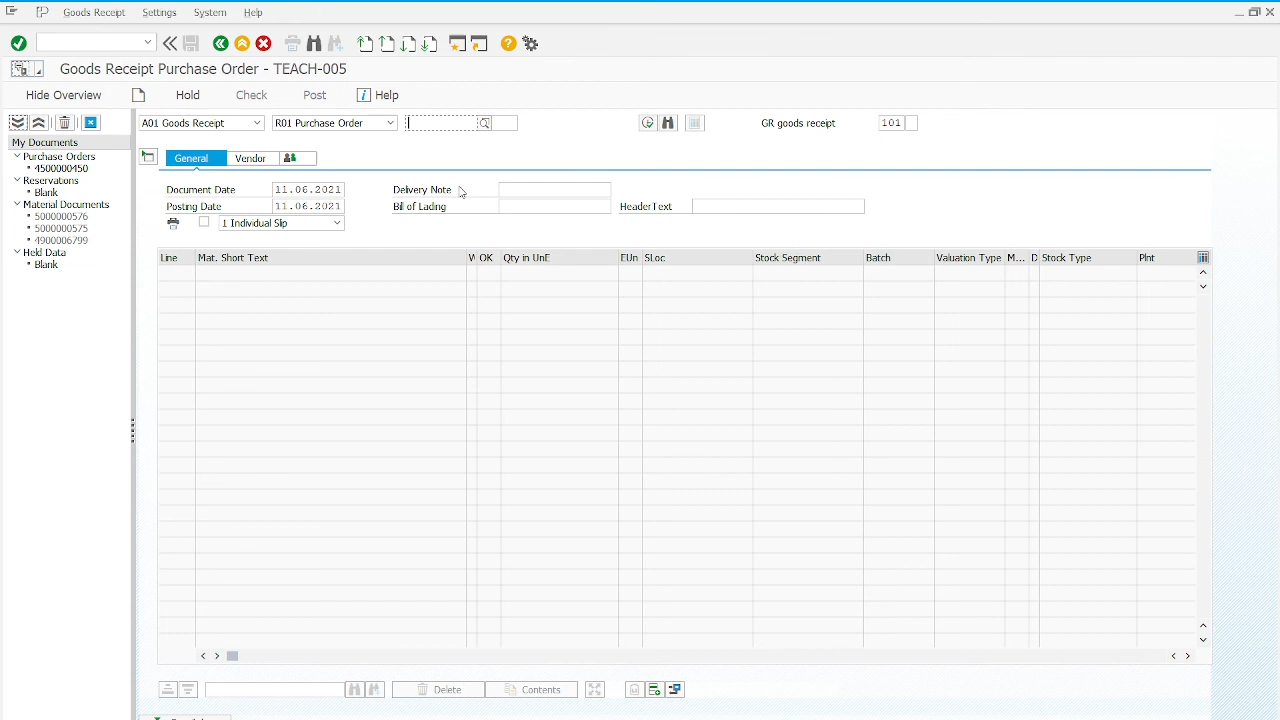 Goods Receipt Settings System Help
Goods Receipt Purchase Order - TEACH-005
Hide Overview Hold Check Post Help
A01 Goods Receipt R01 Purchase Order GR goods receipt 101
My Documents
Purchase Orders
4500000450
Reservations
Blank
Material Documents
5000000576
5000000575
4900006799
Held Data
Blank
General Vendor
Document Date 11.06.2021 Delivery Note
Posting Date 11.06.2021 Bill of Lading HeaderText
1 Individual Slip
Line Mat. Short Text W OK Qty in UnE EUn SLoc Stock Segment Batch Valuation Type M... D Stock Type Plnt
Delete Contents